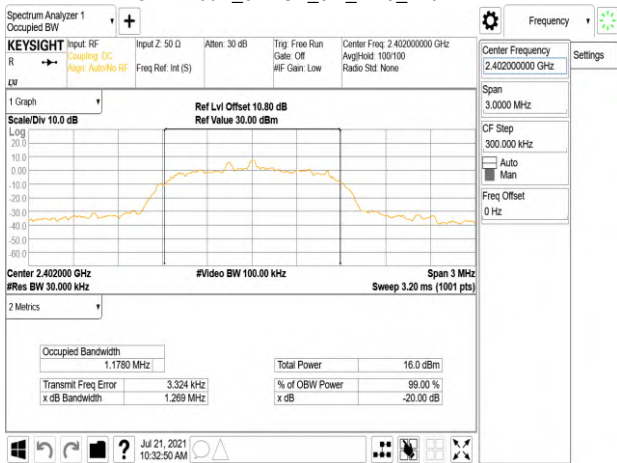 Spectrum Analyzer 1
Occupied BW
Frequency
KEYSIGHT
Input: RF
Coupling: DC
Align: Auto/No RF
Input Z: 50 Ω
Freq Ref: Int (S)
Atten: 30 dB
Trig: Free Run
Gate: Off
#IF Gain: Low
Center Freq: 2.402000000 GHz
Avg|Hold: 100/100
Radio Std: None
R
LXI
Center Frequency
2.402000000 GHz
Settings
Span
3.0000 MHz
CF Step
300.000 kHz
Auto
Man
Freq Offset
0 Hz
1 Graph
Scale/Div 10.0 dB
Ref Lvl Offset 10.80 dB
Ref Value 30.00 dBm
Log
20.0
10.0
0.00
-10.0
-20.0
-30.0
-40.0
-50.0
-60.0
Center 2.402000 GHz
#Res BW 30.000 kHz
#Video BW 100.00 kHz
Span 3 MHz
Sweep 3.20 ms (1001 pts)
2 Metrics
Occupied Bandwidth
1.1780 MHz
Total Power 16.0 dBm
Transmit Freq Error 3.324 kHz
% of OBW Power 99.00 %
x dB Bandwidth 1.269 MHz
x dB -20.00 dB
Jul 21, 2021
10:32:50 AM